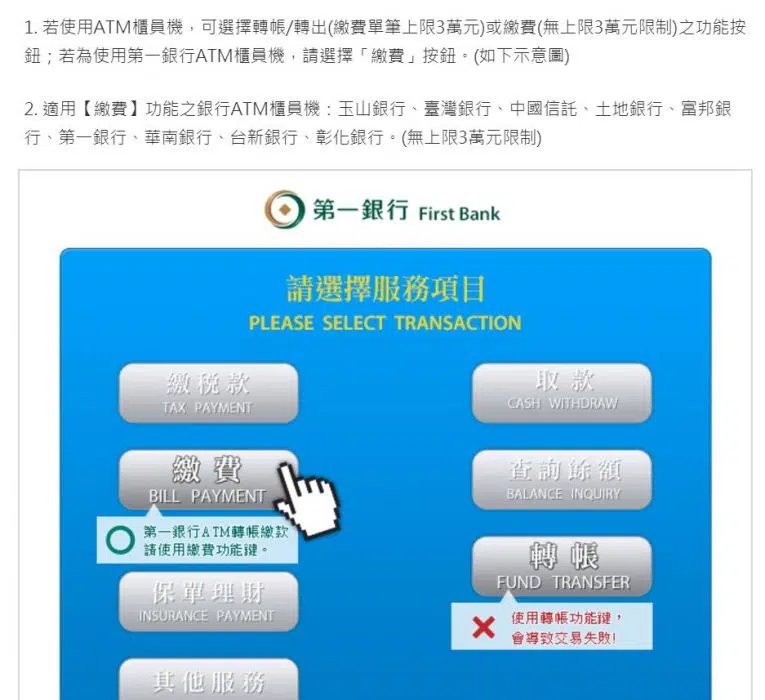 1. 若使用ATM櫃員機，可選擇轉帳/轉出(繳費單筆上限3萬元)或繳費(無上限3萬元限制)之功能按
鈕；若為使用第一銀行ATM櫃員機，請選擇「繳費」按鈕。(如下示意圖)
2. 適用【繳費】功能之銀行ATM櫃員機：玉山銀行、臺灣銀行、中國信託、土地銀行、富邦銀
行、第一銀行、華南銀行、台新銀行、彰化銀行。(無上限3萬元限制)
第一銀行 First Bank
請選擇服務項目
PLEASE SELECT TRANSACTION
繳稅款
TAX PAYMENT
取款
CASH WITHDRAW
繳費
BILL PAYMENT
查詢餘額
BALANCE INQUIRY
第一銀行ATM轉帳繳款
請使用繳費功能鍵。
轉帳
FUND TRANSFER
保單理財
INSURANCE PAYMENT
使用轉帳功能鍵，
會導致交易失敗!
其他服務